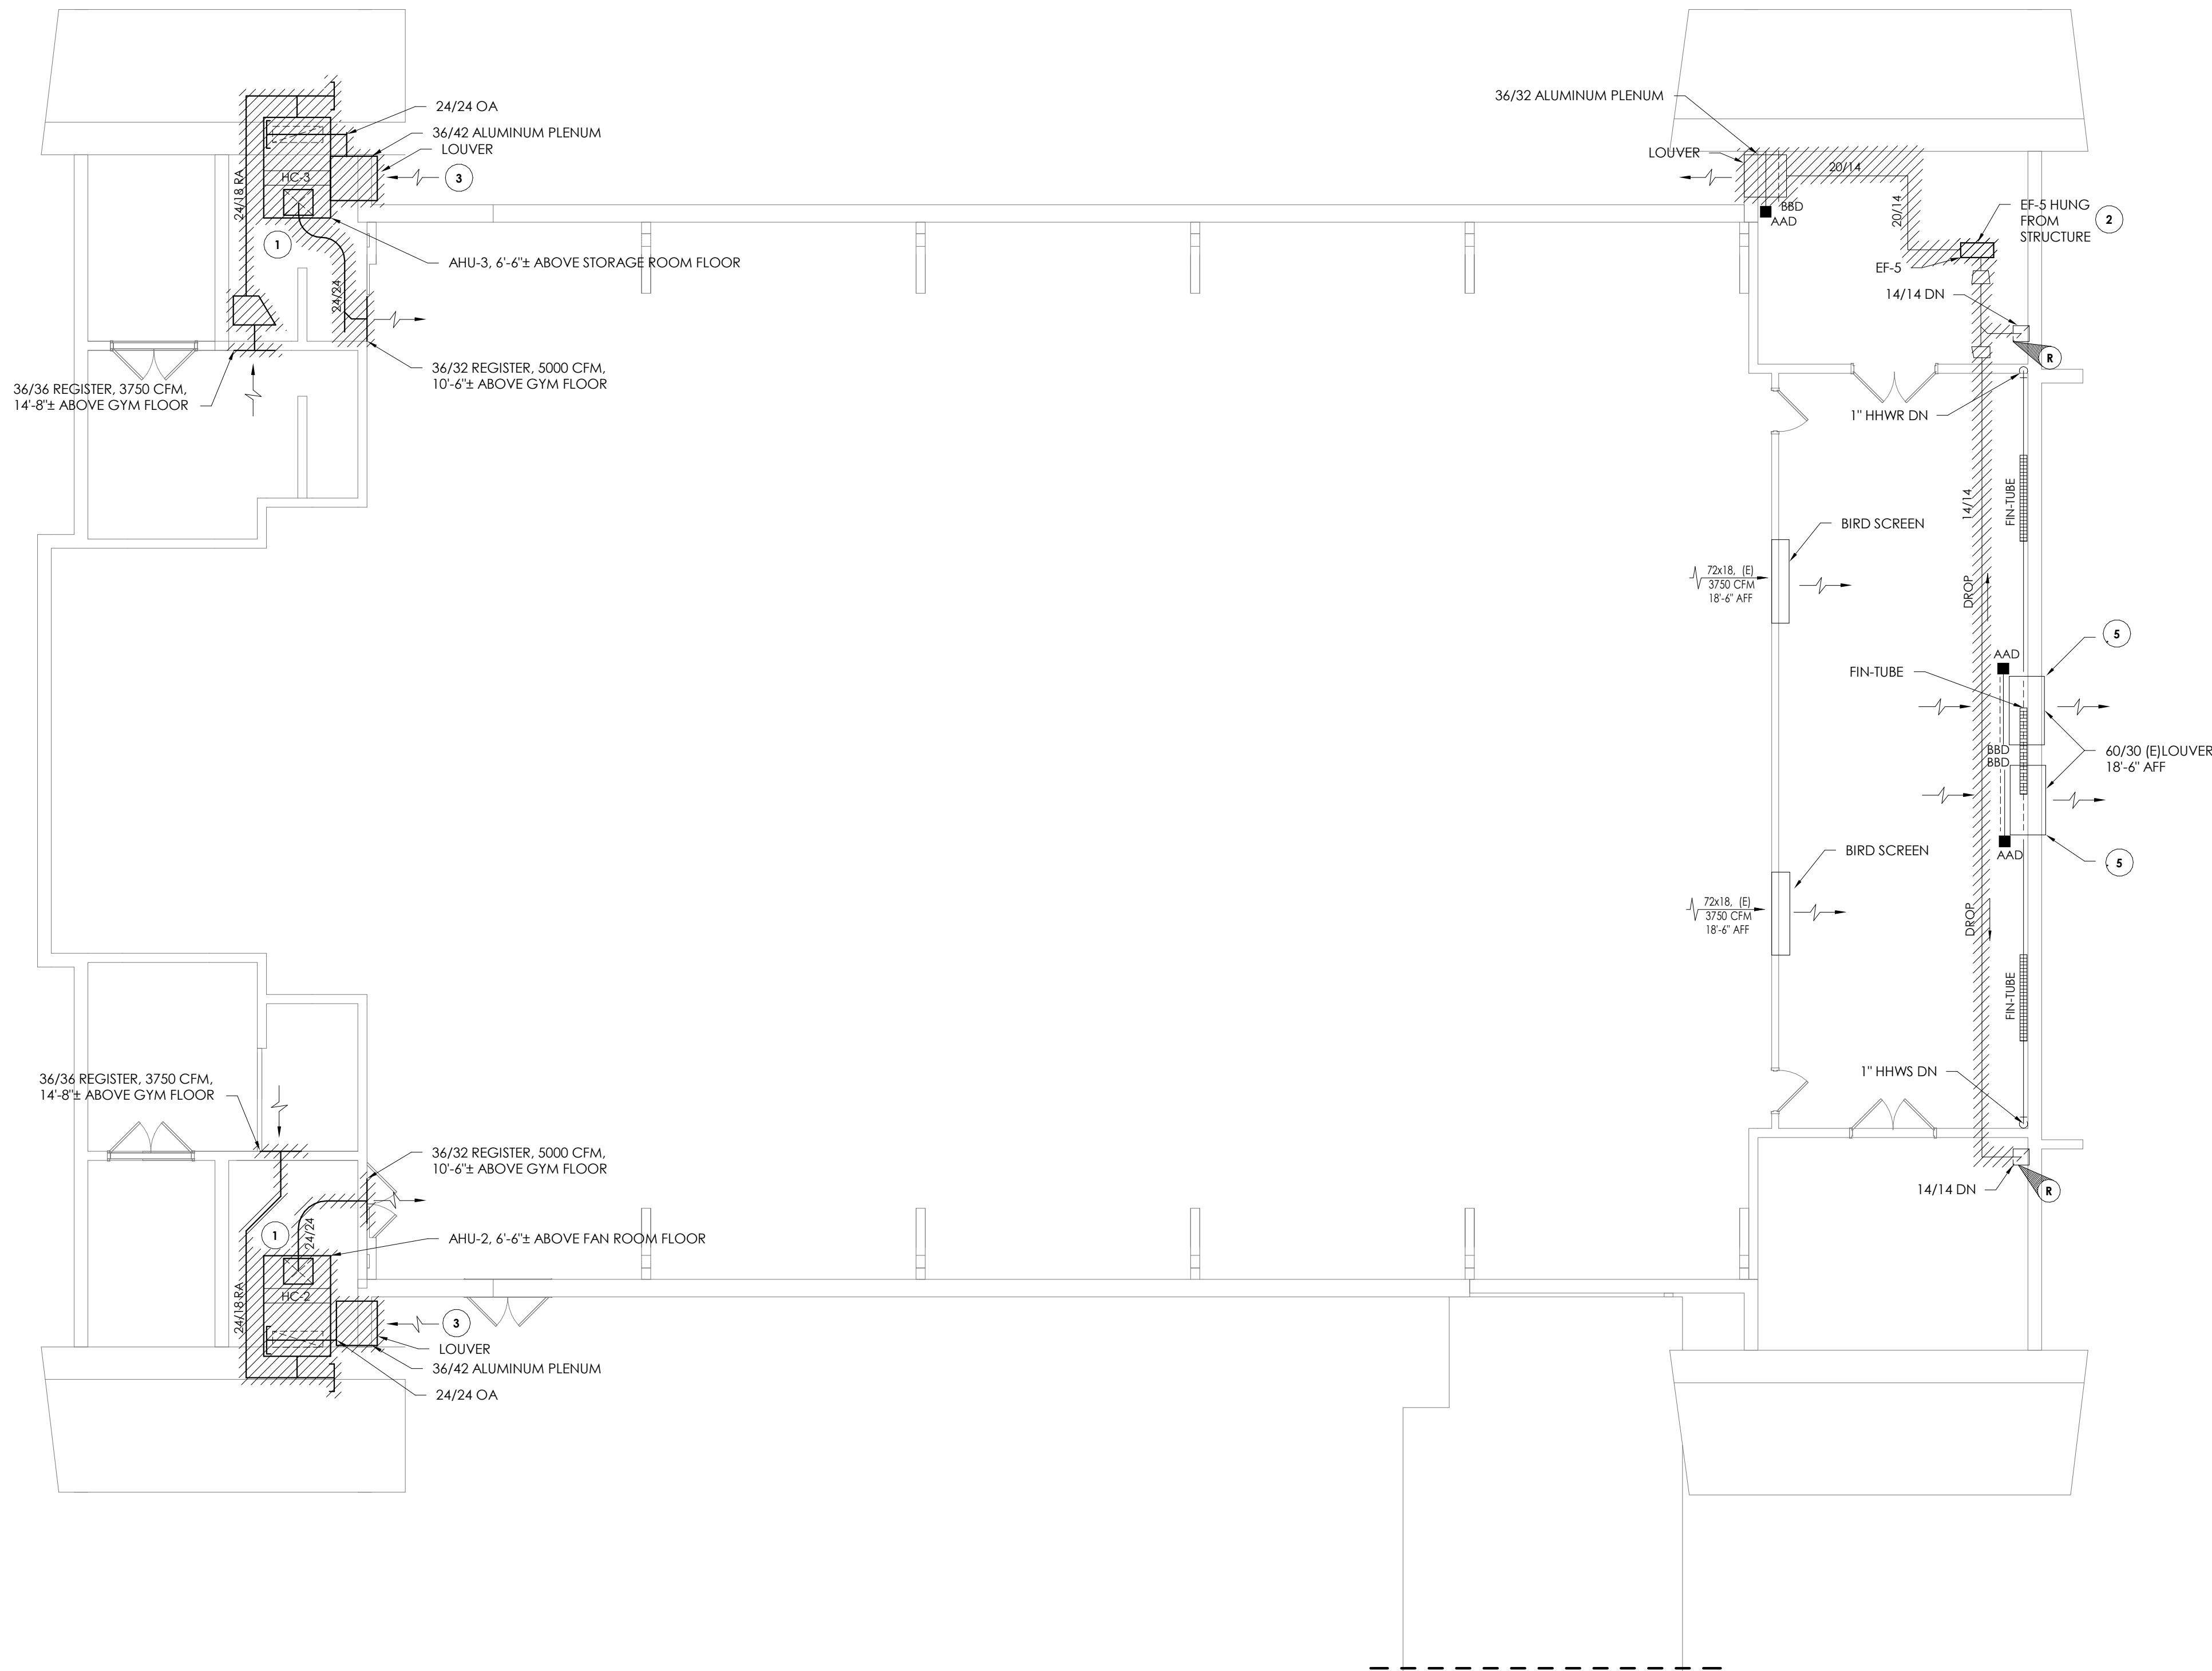 24/24 OA
36/42 ALUMINUM PLENUM
LOUVER
3
HC-3
24/18 RA
1
AHU-3, 6'-6"± ABOVE STORAGE ROOM FLOOR
24/24
36/32 REGISTER, 5000 CFM,
10'-6"± ABOVE GYM FLOOR
36/36 REGISTER, 3750 CFM,
14'-8"± ABOVE GYM FLOOR
36/32 ALUMINUM PLENUM
LOUVER
20/14
20/14
BBD
AAD
EF-5 HUNG
FROM
STRUCTURE
2
EF-5
14/14 DN
R
1" HHWR DN
14/14
FIN-TUBE
BIRD SCREEN
72x18, (E)
3750 CFM
18'-6" AFF
DROP
5
AAD
FIN-TUBE
BBD
BBD
60/30 (E)LOUVER
18'-6" AFF
AAD
5
BIRD SCREEN
72x18, (E)
3750 CFM
18'-6" AFF
DROP
FIN-TUBE
1" HHWS DN
14/14 DN
R
36/36 REGISTER, 3750 CFM,
14'-8"± ABOVE GYM FLOOR
36/32 REGISTER, 5000 CFM,
10'-6"± ABOVE GYM FLOOR
1
24/24
AHU-2, 6'-6"± ABOVE FAN ROOM FLOOR
24/18 RA
HC-2
3
LOUVER
36/42 ALUMINUM PLENUM
24/24 OA